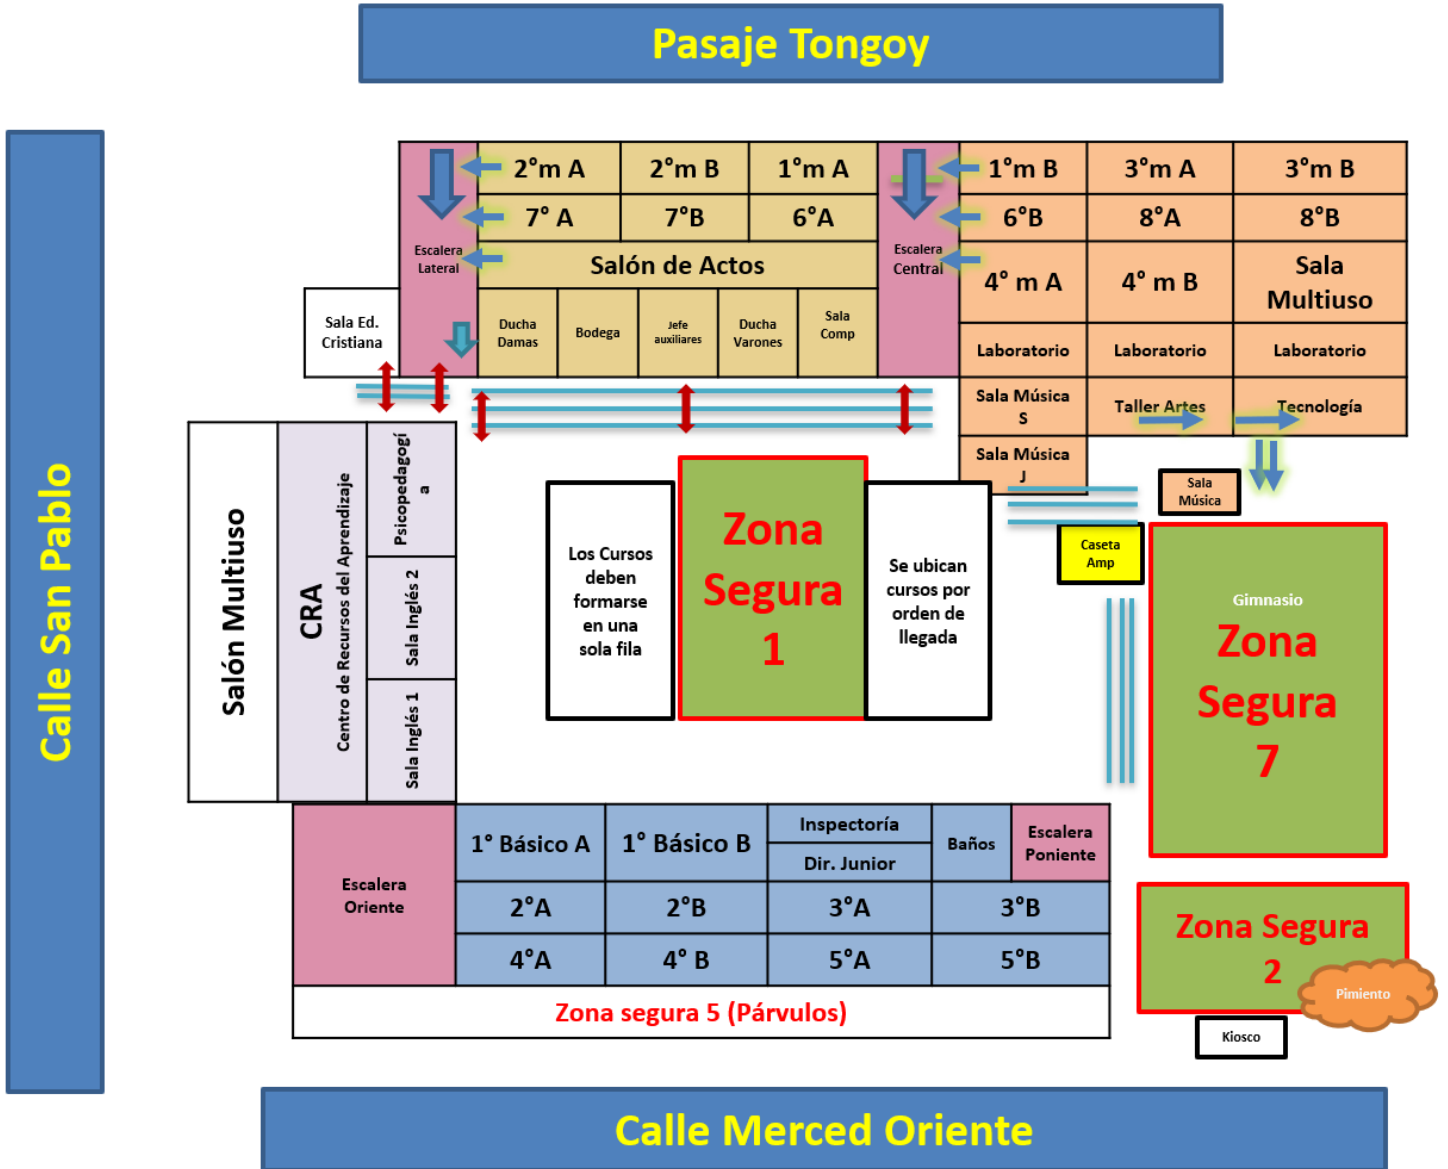 Pasaje Tongoy
Calle San Pablo
Escalera
Lateral
2°m A
2°m B
1°m A
7° A
7°B
6°A
Salón de Actos
Ducha
Damas
Bodega
Jefe
auxiliares
Ducha
Varones
Sala
Comp
Escalera
Central
1°m B
3°m A
3°m B
6°B
8°A
8°B
4° m A
4° m B
Sala
Multiuso
Laboratorio
Laboratorio
Laboratorio
Sala Música
S
Taller Artes
Tecnología
Sala Música
J
Sala Ed.
Cristiana
Salón Multiuso
CRA
Centro de Recursos del Aprendizaje
Psicopedagogí
a
Sala Inglés 2
Sala Inglés 1
Los Cursos
deben
formarse
en una
sola fila
Zona
Segura
1
Se ubican
cursos por
orden de
llegada
Sala
Música
Caseta
Amp
Gimnasio
Zona
Segura
7
Escalera
Oriente
1° Básico A
1° Básico B
Inspectoría
Dir. Junior
Baños
Escalera
Poniente
2°A
2°B
3°A
3°B
4°A
4° B
5°A
5°B
Zona segura 5 (Párvulos)
Zona Segura
2
Pimiento
Kiosco
Calle Merced Oriente